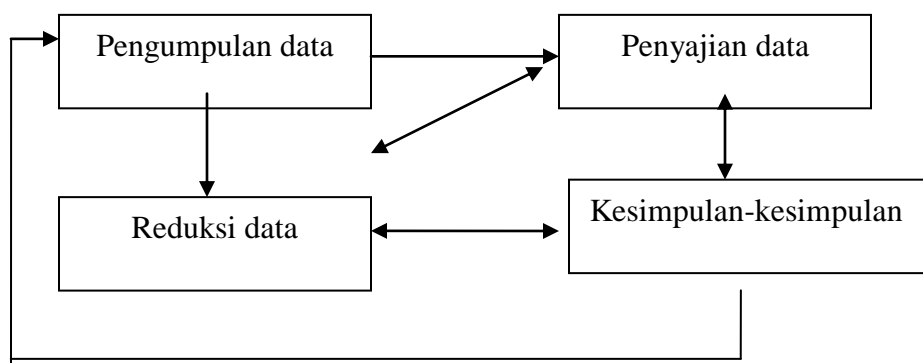 Pengumpulan data
Penyajian data
Reduksi data
Kesimpulan-kesimpulan